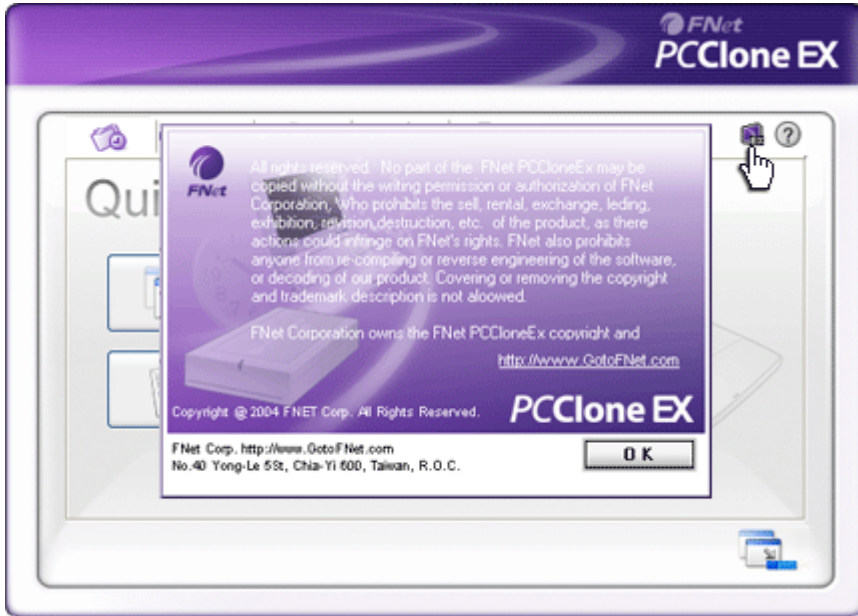 FNet
PCClone EX
Qui
FNet
All rights reserved. No part of the FNet PCCloneEx may be
copied without the writing permission or authorization of FNet
Corporation, Who prohibits the sell, rental, exchange, leding,
exhibition, revision,destruction, etc. of the product, as there
actions could infringe on FNet's rights. FNet also prohibits
anyone from re-compiling or reverse engineering of the software,
or decoding of our product. Covering or removing the copyright
and trademark description is not aloowed.
FNet Corporation owns the FNet PCCloneEx copyright and
http://www.GotoFNet.com
Copyright @ 2004 FNET Corp. All Rights Reserved.
PCClone EX
FNet Corp. http://www.GotoFNet.com
No.40 Yong-Le 5St, Chia-Yi 600, Taiwan, R.O.C.
OK